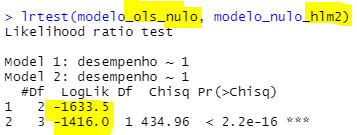 > lrtest(modelo_ols_nulo, modelo_nulo_hlm2)
Likelihood ratio test

Model 1: desempenho ~ 1
Model 2: desempenho ~ 1
  #Df  LogLik Df  Chisq Pr(>Chisq)
1   2 -1633.5
2   3 -1416.0  1 434.96  < 2.2e-16 ***